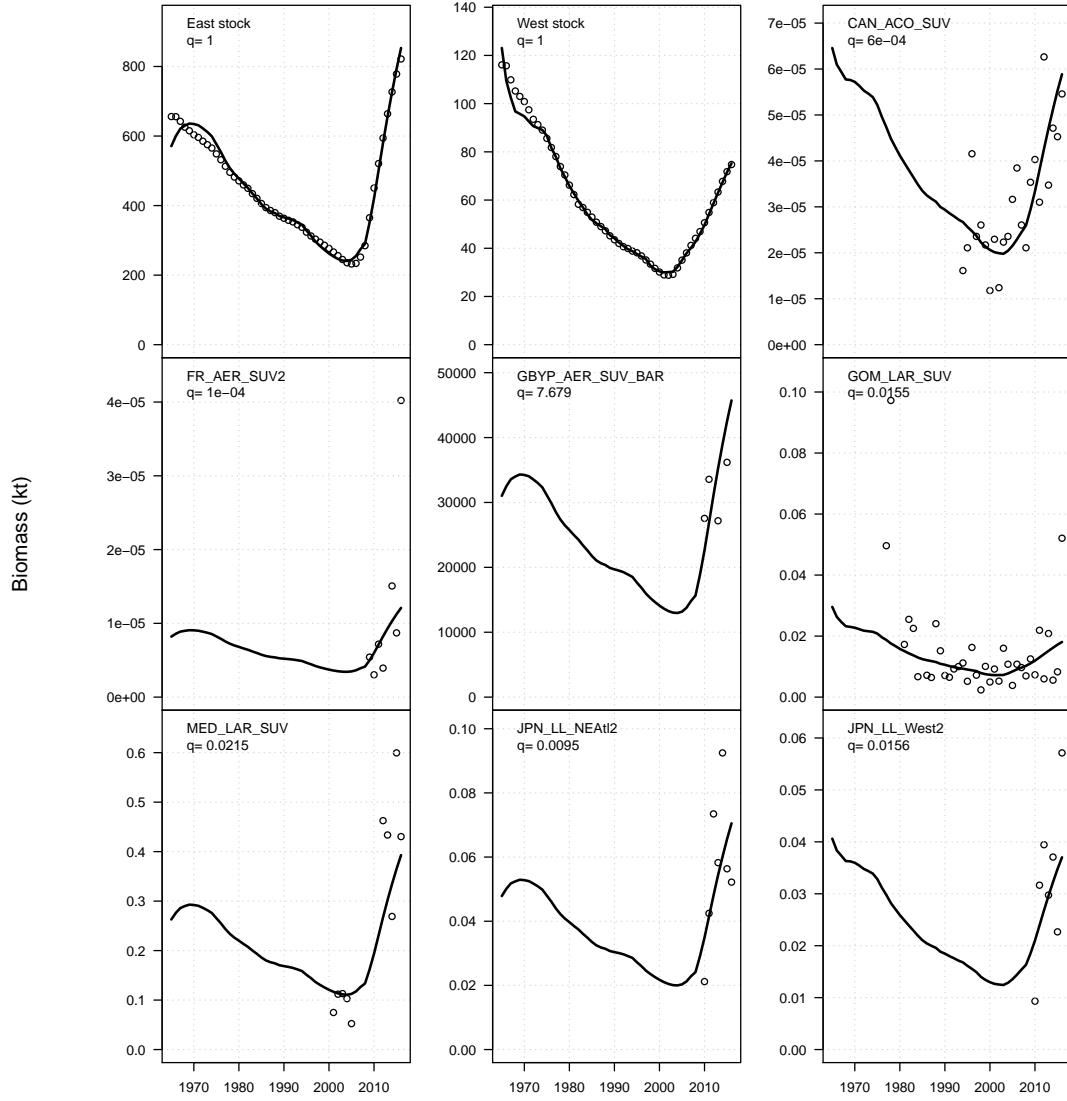 East stock
q= 1
0
200
400
600
800
West stock
q= 1
0
20
40
60
80
100
120
140
CAN_ACO_SUV
q= 6e−04
0e+00
1e−05
2e−05
3e−05
4e−05
5e−05
6e−05
7e−05
FR_AER_SUV2
q= 1e−04
0e+00
1e−05
2e−05
3e−05
4e−05
GBYP_AER_SUV_BAR
q= 7.679
0
10000
20000
30000
40000
50000
GOM_LAR_SUV
q= 0.0155
0.00
0.02
0.04
0.06
0.08
0.10
MED_LAR_SUV
q= 0.0215
0.0
0.1
0.2
0.3
0.4
0.5
0.6
1970 1980 1990 2000 2010
JPN_LL_NEAtl2
q= 0.0095
0.00
0.02
0.04
0.06
0.08
0.10
1970 1980 1990 2000 2010
JPN_LL_West2
q= 0.0156
0.00
0.01
0.02
0.03
0.04
0.05
0.06
1970 1980 1990 2000 2010
Biomass (kt)